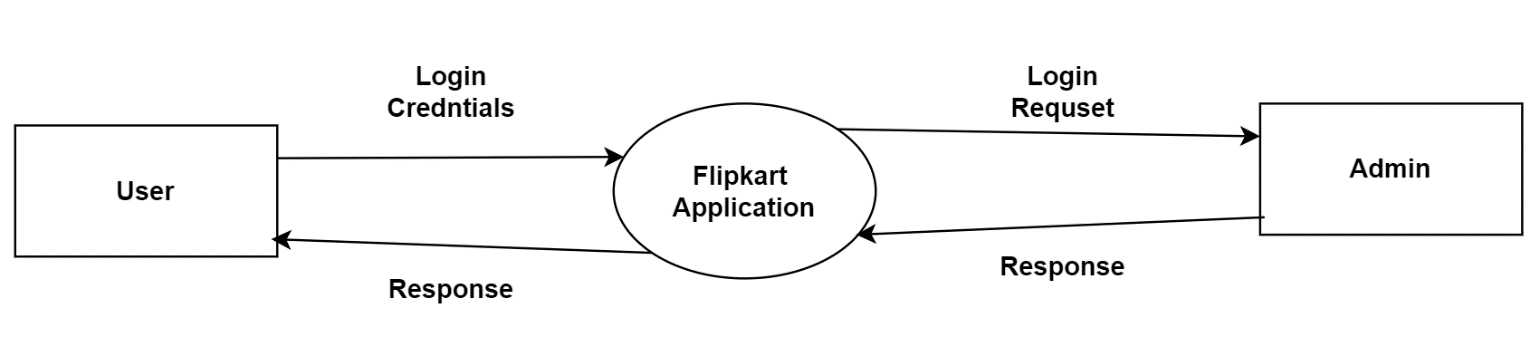 Login
Credntials
Login
Requset
User
Flipkart
Application
Admin
Response
Response